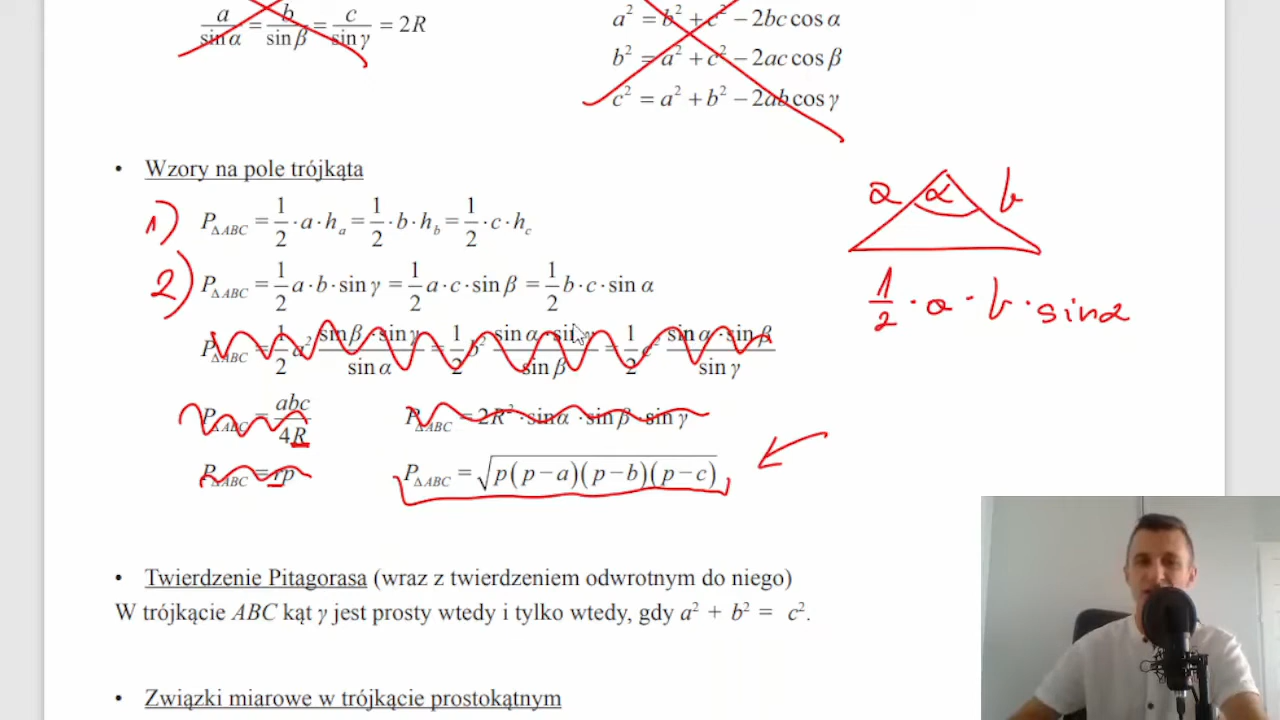 a/sin α = b/sin β = c/sin γ = 2R
a² = b² + c² − 2bc cos α
b² = a² + c² − 2ac cos β
c² = a² + b² − 2ab cos γ
• Wzory na pole trójkąta
1) P_ΔABC = 1/2 · a · h_a = 1/2 · b · h_b = 1/2 · c · h_c
2) P_ΔABC = 1/2 a · b · sin γ = 1/2 a · c · sin β = 1/2 b · c · sin α
a α b
1/2 · a · b · sin α
P_ΔABC = 1/2 a² sin β · sin γ/sin α = 1/2 b² sin α · sin γ/sin β = 1/2 c² sin α · sin β/sin γ
P_ΔABC = abc/4R P_ΔABC = 2R² · sin α · sin β · sin γ
P_ΔABC = rp P_ΔABC = √p(p − a)(p − b)(p − c)
• Twierdzenie Pitagorasa (wraz z twierdzeniem odwrotnym do niego)
W trójkącie ABC kąt γ jest prosty wtedy i tylko wtedy, gdy a² + b² = c².
• Związki miarowe w trójkącie prostokątnym